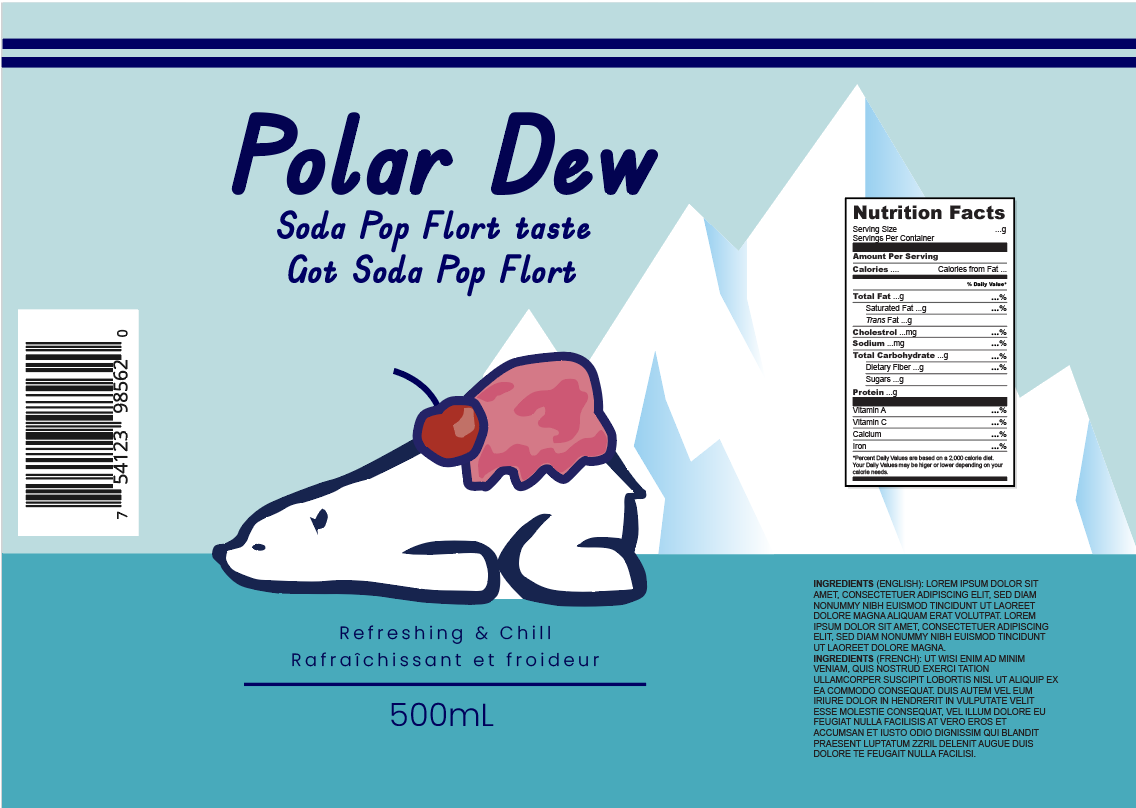 Polar Dew
Soda Pop Flort taste
Got Soda Pop Flort
7 54123 98562 0
Refreshing & Chill
Rafraîchissant et froideur
500mL
Nutrition Facts
Serving Size ...g
Servings Per Container
Amount Per Serving
Calories .... Calories from Fat ...
% Daily Value*
Total Fat ...g ...%
Saturated Fat ...g ...%
Trans Fat ...g
Cholestrol ...mg ...%
Sodium ...mg ...%
Total Carbohydrate ...g ...%
Dietary Fiber ...g ...%
Sugars ...g
Protein ...g
Vitamin A ...%
Vitamin C ...%
Calcium ...%
Iron ...%
*Percent Daily Values are based on a 2,000 calorie diet.
Your Daily Values may be higer or lower depending on your
calorie needs.
INGREDIENTS (ENGLISH): LOREM IPSUM DOLOR SIT
AMET, CONSECTETUER ADIPISCING ELIT, SED DIAM
NONUMMY NIBH EUISMOD TINCIDUNT UT LAOREET
DOLORE MAGNA ALIQUAM ERAT VOLUTPAT. LOREM
IPSUM DOLOR SIT AMET, CONSECTETUER ADIPISCING
ELIT, SED DIAM NONUMMY NIBH EUISMOD TINCIDUNT
UT LAOREET DOLORE MAGNA.
INGREDIENTS (FRENCH): UT WISI ENIM AD MINIM
VENIAM, QUIS NOSTRUD EXERCI TATION
ULLAMCORPER SUSCIPIT LOBORTIS NISL UT ALIQUIP EX
EA COMMODO CONSEQUAT. DUIS AUTEM VEL EUM
IRIURE DOLOR IN HENDRERIT IN VULPUTATE VELIT
ESSE MOLESTIE CONSEQUAT, VEL ILLUM DOLORE EU
FEUGIAT NULLA FACILISIS AT VERO EROS ET
ACCUMSAN ET IUSTO ODIO DIGNISSIM QUI BLANDIT
PRAESENT LUPTATUM ZZRIL DELENIT AUGUE DUIS
DOLORE TE FEUGAIT NULLA FACILISI.